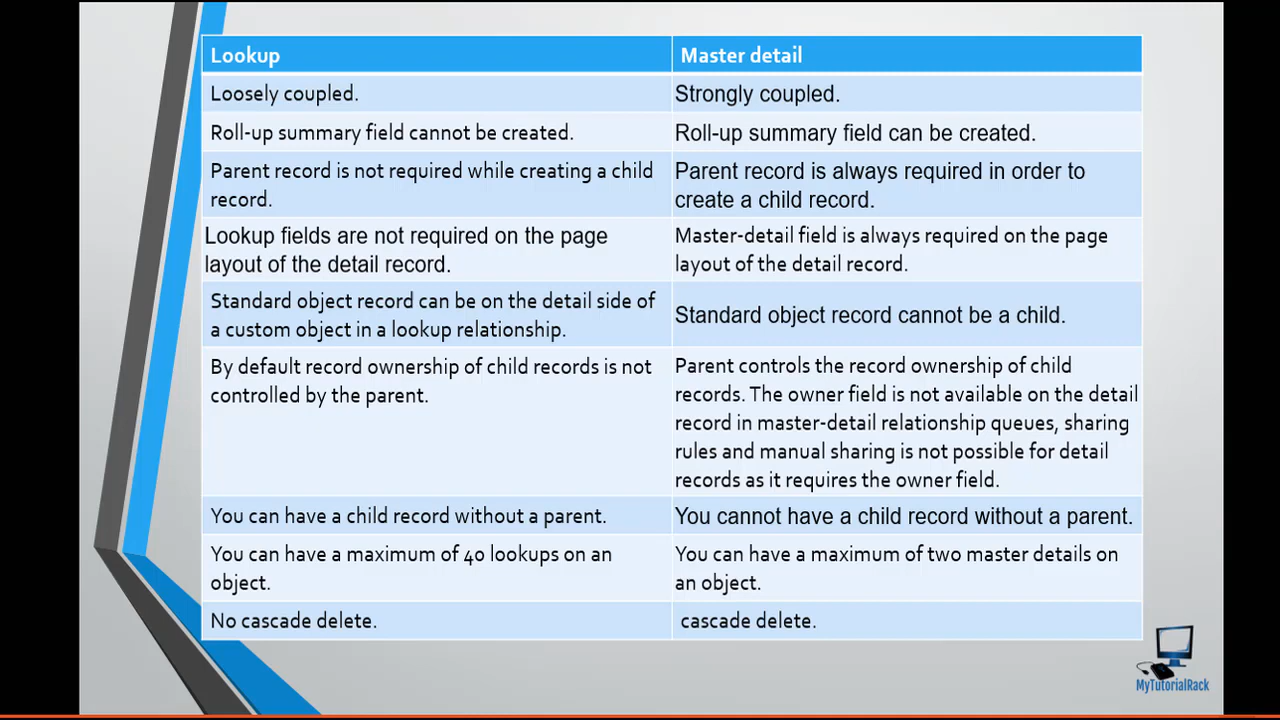 Lookup
Master detail
Loosely coupled.
Strongly coupled.
Roll-up summary field cannot be created.
Roll-up summary field can be created.
Parent record is not required while creating a child
record.
Parent record is always required in order to
create a child record.
Lookup fields are not required on the page
layout of the detail record.
Master-detail field is always required on the page
layout of the detail record.
Standard object record can be on the detail side of
a custom object in a lookup relationship.
Standard object record cannot be a child.
By default record ownership of child records is not
controlled by the parent.
Parent controls the record ownership of child
records. The owner field is not available on the detail
record in master-detail relationship queues, sharing
rules and manual sharing is not possible for detail
records as it requires the owner field.
You can have a child record without a parent.
You cannot have a child record without a parent.
You can have a maximum of 40 lookups on an
object.
You can have a maximum of two master details on
an object.
No cascade delete.
cascade delete.
MyTutorialRack